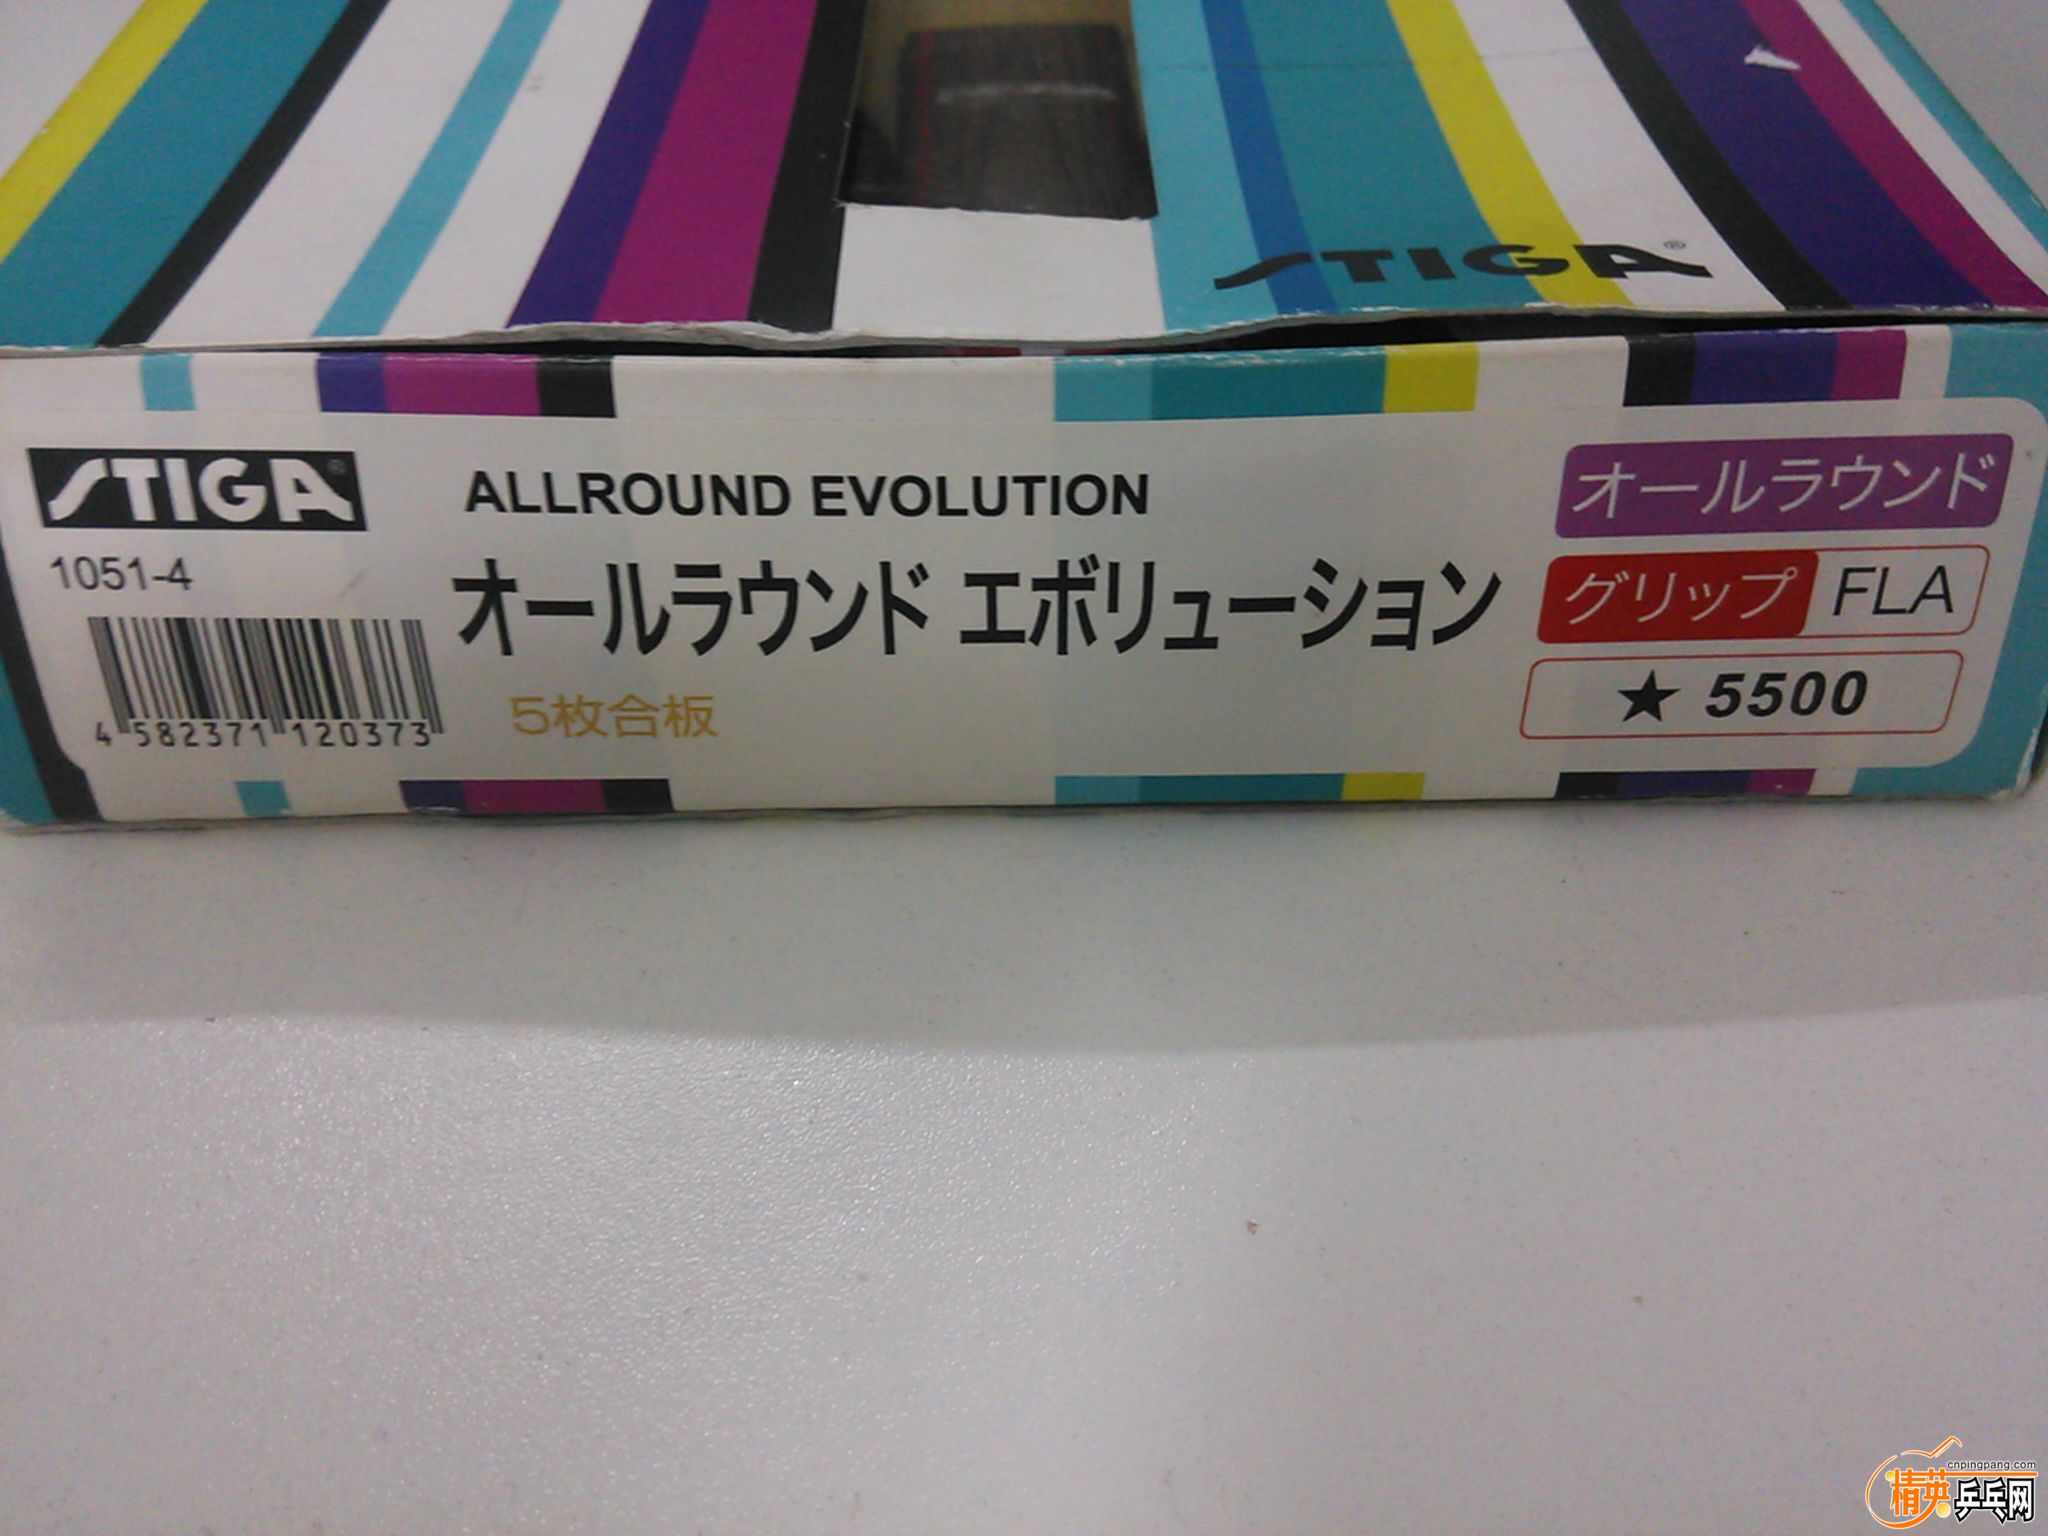 STIGA®
STIGA®
ALLROUND EVOLUTION
オールラウンド
1051-4
オールラウンド エボリューション
グリップ FLA
5枚合板
★ 5500
4 582371 120373
cnpingpang.com
精英乒乓网